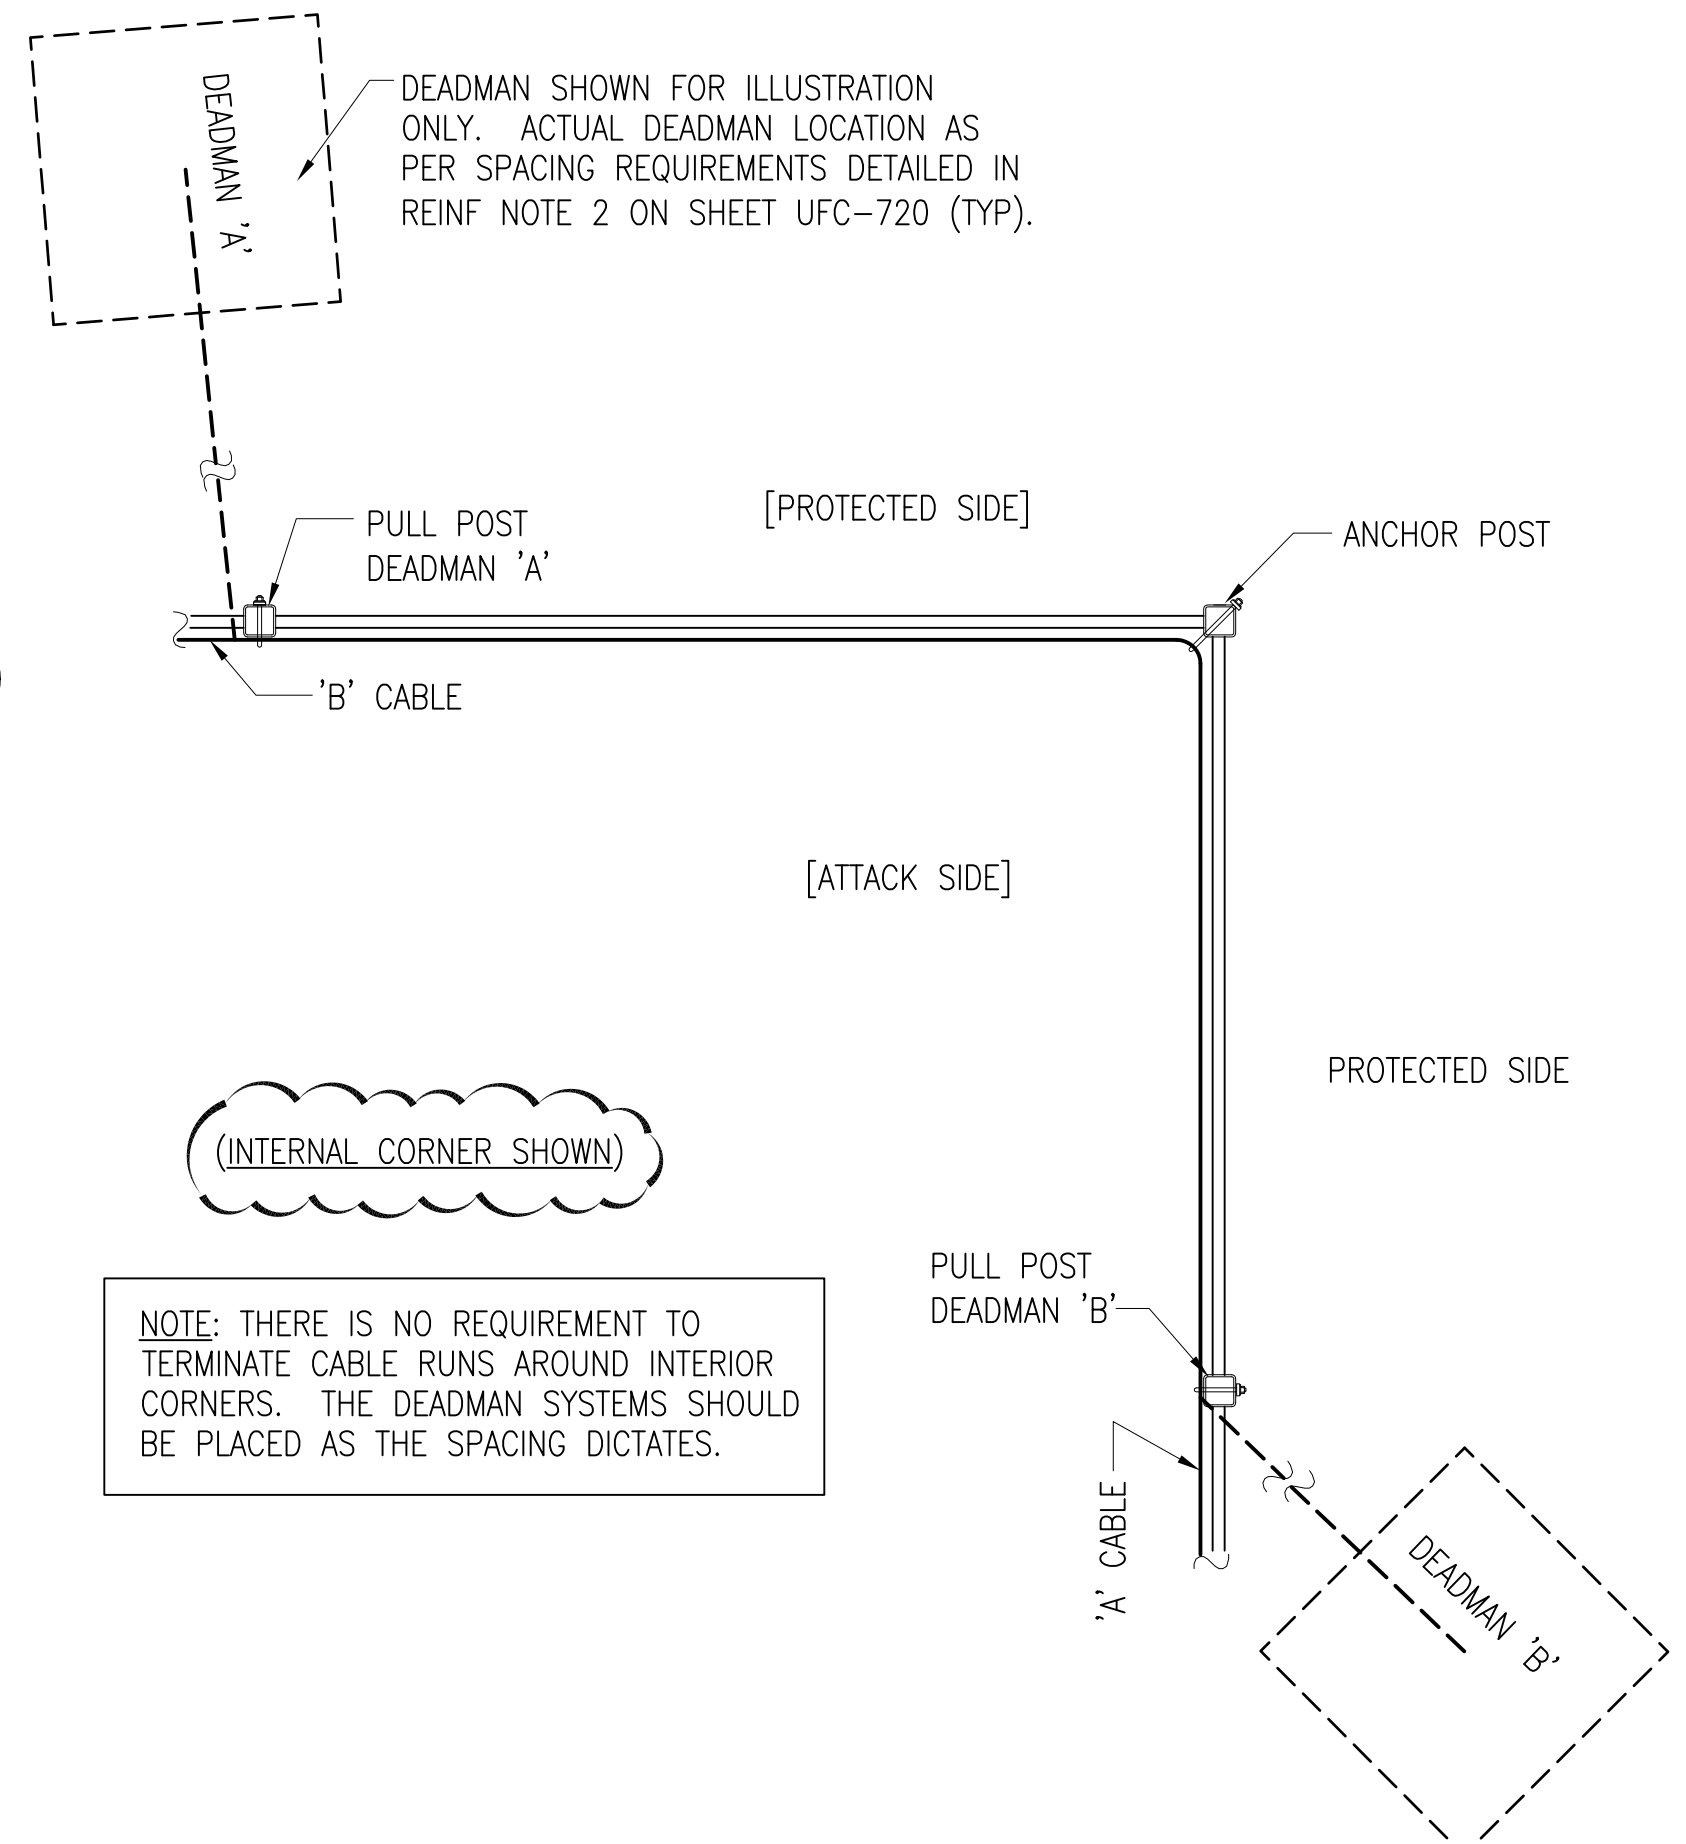 DEADMAN 'A'
DEADMAN SHOWN FOR ILLUSTRATION
ONLY. ACTUAL DEADMAN LOCATION AS
PER SPACING REQUIREMENTS DETAILED IN
REINF NOTE 2 ON SHEET UFC-720 (TYP).
[PROTECTED SIDE]
PULL POST
DEADMAN 'A'
ANCHOR POST
'B' CABLE
[ATTACK SIDE]
PROTECTED SIDE
(INTERNAL CORNER SHOWN)
PULL POST
DEADMAN 'B'
NOTE: THERE IS NO REQUIREMENT TO
TERMINATE CABLE RUNS AROUND INTERIOR
CORNERS. THE DEADMAN SYSTEMS SHOULD
BE PLACED AS THE SPACING DICTATES.
'A' CABLE
DEADMAN 'B'